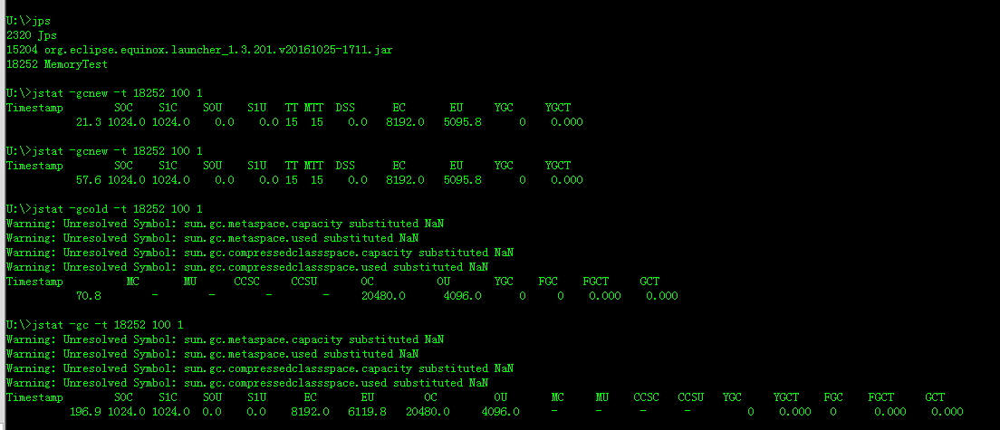 U:\>jps
2320 Jps
15204 org.eclipse.equinox.launcher_1.3.201.v20161025-1711.jar
18252 MemoryTest
U:\>jstat -gcnew -t 18252 100 1
Timestamp S0C S1C S0U S1U TT MTT DSS EC EU YGC YGCT
21.3 1024.0 1024.0 0.0 0.0 15 15 0.0 8192.0 5095.8 0 0.000
U:\>jstat -gcnew -t 18252 100 1
Timestamp S0C S1C S0U S1U TT MTT DSS EC EU YGC YGCT
57.6 1024.0 1024.0 0.0 0.0 15 15 0.0 8192.0 5095.8 0 0.000
U:\>jstat -gcold -t 18252 100 1
Warning: Unresolved Symbol: sun.gc.metaspace.capacity substituted NaN
Warning: Unresolved Symbol: sun.gc.metaspace.used substituted NaN
Warning: Unresolved Symbol: sun.gc.compressedclassspace.capacity substituted NaN
Warning: Unresolved Symbol: sun.gc.compressedclassspace.used substituted NaN
Timestamp MC MU CCSC CCSU OC OU YGC FGC FGCT GCT
70.8 - - - - 20480.0 4096.0 0 0 0.000 0.000
U:\>jstat -gc -t 18252 100 1
Warning: Unresolved Symbol: sun.gc.metaspace.capacity substituted NaN
Warning: Unresolved Symbol: sun.gc.metaspace.used substituted NaN
Warning: Unresolved Symbol: sun.gc.compressedclassspace.capacity substituted NaN
Warning: Unresolved Symbol: sun.gc.compressedclassspace.used substituted NaN
Timestamp S0C S1C S0U S1U EC EU OC OU MC MU CCSC CCSU YGC YGCT FGC FGCT GCT
196.9 1024.0 1024.0 0.0 0.0 8192.0 6119.8 20480.0 4096.0 - - - - 0 0.000 0 0.000 0.000